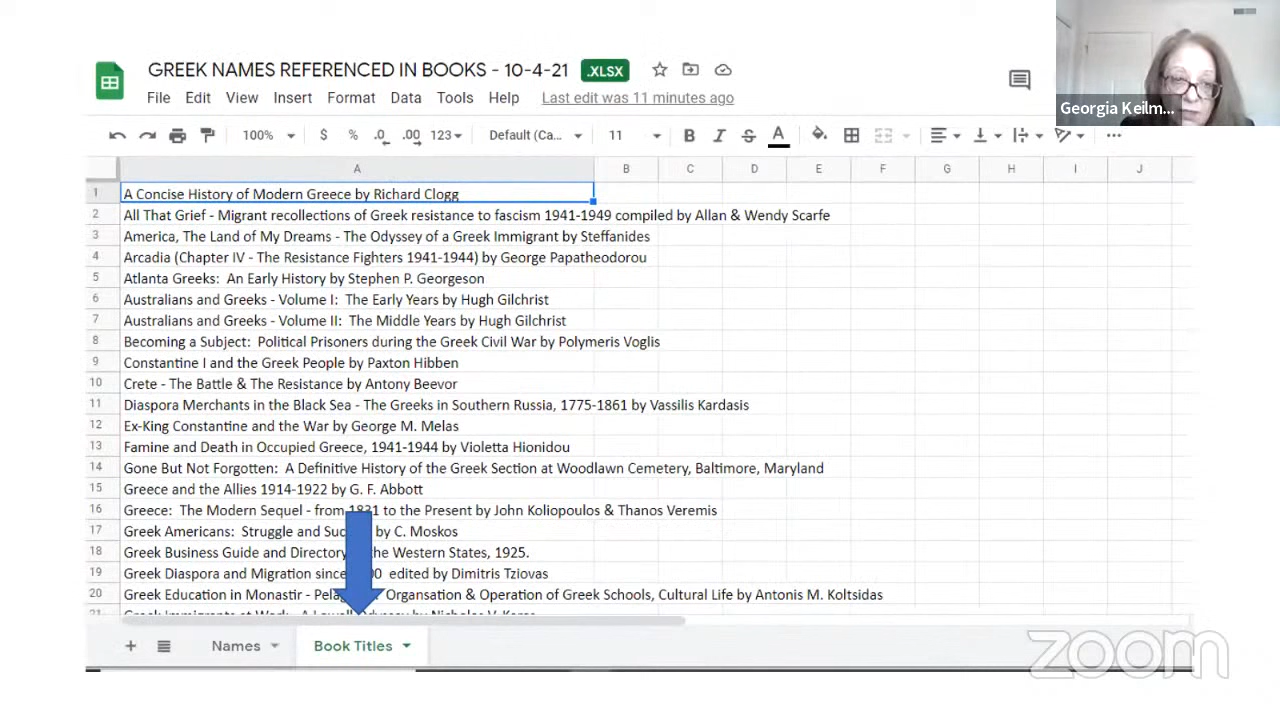 GREEK NAMES REFERENCED IN BOOKS - 10-4-21 .XLSX
File Edit View Insert Format Data Tools Help Last edit was 11 minutes ago
Georgia Keilm...
100% $ % .0 .00 123 Default (Ca... 11 B I S A
A B C D E F G H I J
1 A Concise History of Modern Greece by Richard Clogg
2 All That Grief - Migrant recollections of Greek resistance to fascism 1941-1949 compiled by Allan & Wendy Scarfe
3 America, The Land of My Dreams - The Odyssey of a Greek Immigrant by Steffanides
4 Arcadia (Chapter IV - The Resistance Fighters 1941-1944) by George Papatheodorou
5 Atlanta Greeks: An Early History by Stephen P. Georgeson
6 Australians and Greeks - Volume I: The Early Years by Hugh Gilchrist
7 Australians and Greeks - Volume II: The Middle Years by Hugh Gilchrist
8 Becoming a Subject: Political Prisoners during the Greek Civil War by Polymeris Voglis
9 Constantine I and the Greek People by Paxton Hibben
10 Crete - The Battle & The Resistance by Antony Beevor
11 Diaspora Merchants in the Black Sea - The Greeks in Southern Russia, 1775-1861 by Vassilis Kardasis
12 Ex-King Constantine and the War by George M. Melas
13 Famine and Death in Occupied Greece, 1941-1944 by Violetta Hionidou
14 Gone But Not Forgotten: A Definitive History of the Greek Section at Woodlawn Cemetery, Baltimore, Maryland
15 Greece and the Allies 1914-1922 by G. F. Abbott
16 Greece: The Modern Sequel - from 1831 to the Present by John Koliopoulos & Thanos Veremis
17 Greek Americans: Struggle and by C. Moskos
18 Greek Business Guide and Directory the Western States, 1925.
19 Greek Diaspora and Migration since edited by Dimitris Tziovas
20 Greek Education in Monastir - Organsation & Operation of Greek Schools, Cultural Life by Antonis M. Koltsidas
Names Book Titles
zoom